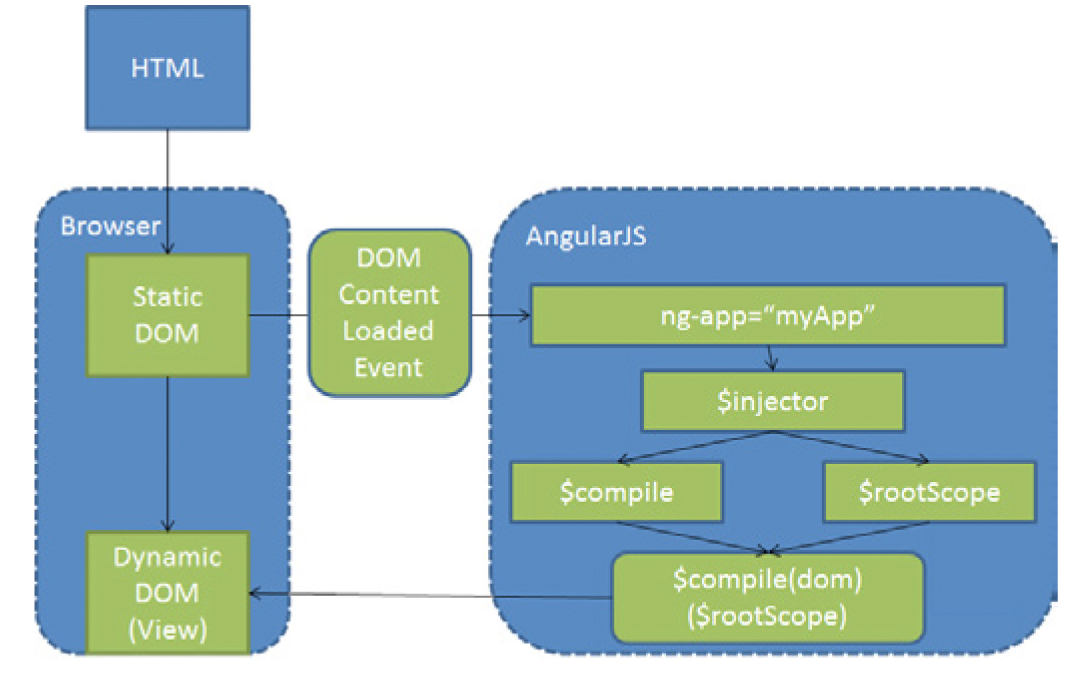 HTML
Browser
Static
DOM
DOM
Content
Loaded
Event
AngularJS
ng-app=“myApp”
$injector
$compile
$rootScope
$compile(dom)
($rootScope)
Dynamic
DOM
(View)